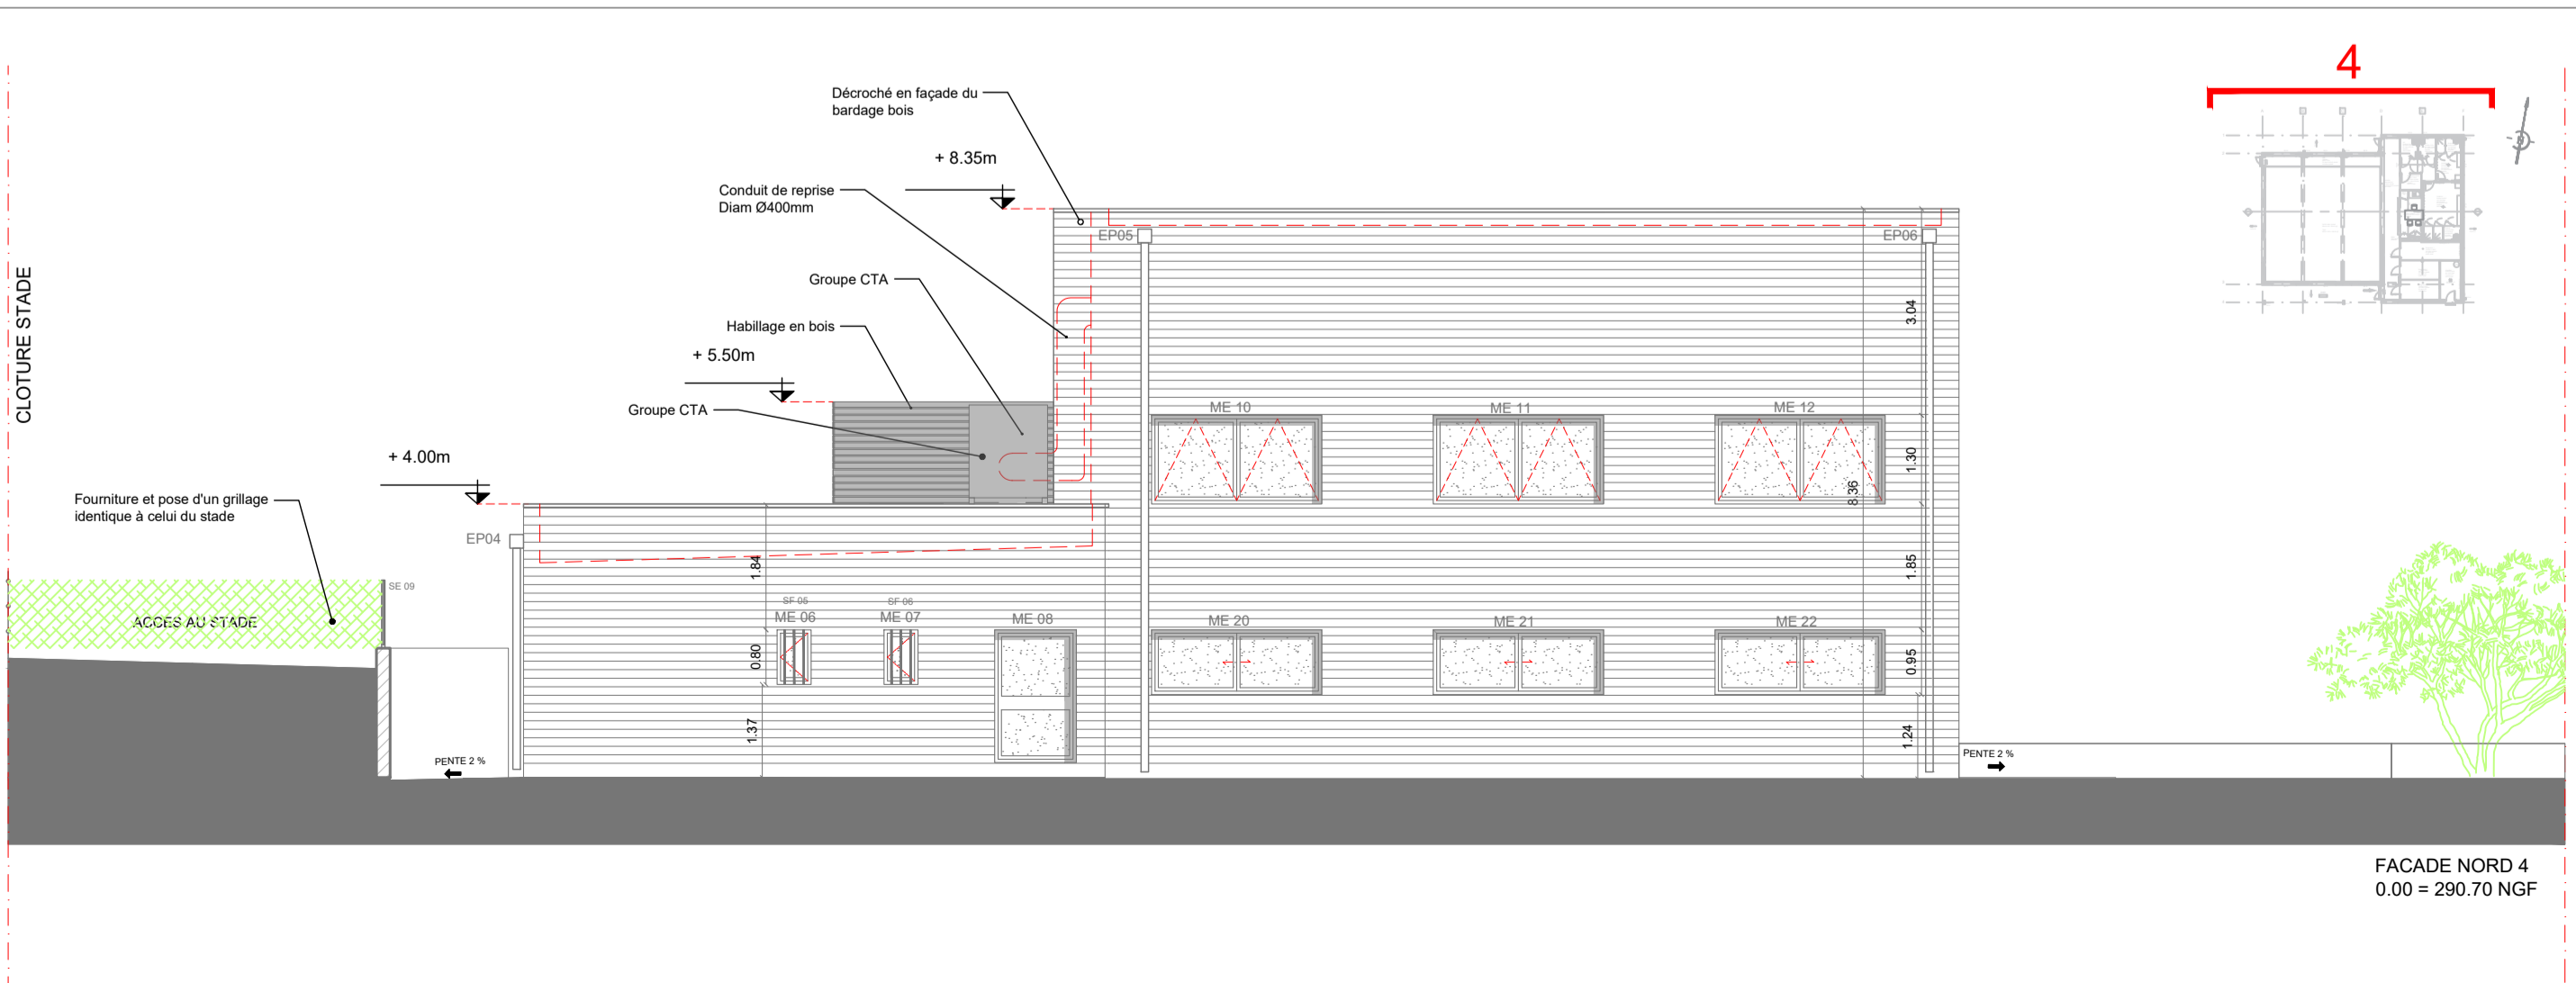 4
Décroché en façade du
bardage bois
+ 8.35m
Conduit de reprise
Diam Ø400mm
EP05
EP06
CLOTURE STADE
Groupe CTA
3.04
Habillage en bois
+ 5.50m
Groupe CTA
ME 10
ME 11
ME 12
+ 4.00m
1.30
8.36
Fourniture et pose d'un grillage
identique à celui du stade
EP04
1.84
1.85
SE 09
ACCES AU STADE
SF 05
ME 06
SF 06
ME 07
ME 08
ME 20
ME 21
ME 22
0.80
0.95
1.37
1.24
PENTE 2 %
PENTE 2 %
FACADE NORD 4
0.00 = 290.70 NGF